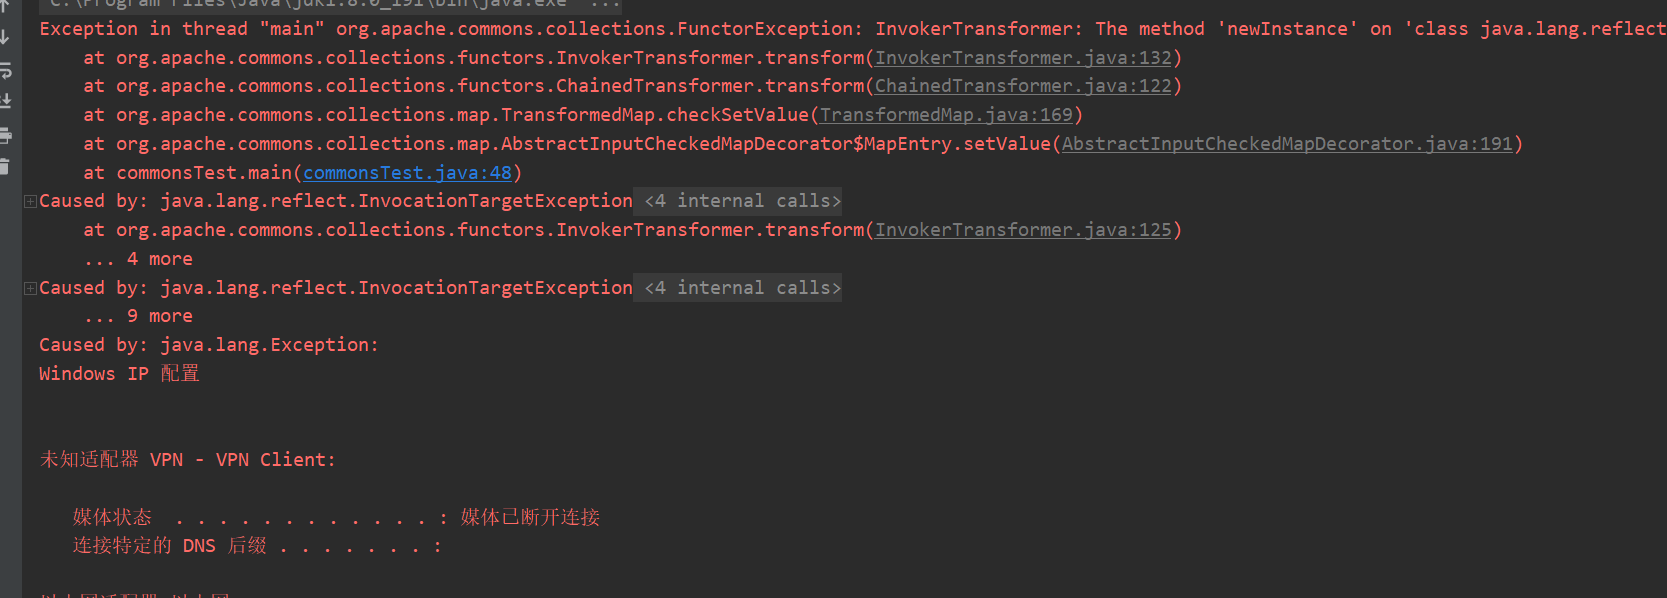 C:\Program Files\Java\jdk1.8.0_191\bin\java.exe" ...
Exception in thread "main" org.apache.commons.collections.FunctorException: InvokerTransformer: The method 'newInstance' on 'class java.lang.reflect
at org.apache.commons.collections.functors.InvokerTransformer.transform(InvokerTransformer.java:132)
at org.apache.commons.collections.functors.ChainedTransformer.transform(ChainedTransformer.java:122)
at org.apache.commons.collections.map.TransformedMap.checkSetValue(TransformedMap.java:169)
at org.apache.commons.collections.map.AbstractInputCheckedMapDecorator$MapEntry.setValue(AbstractInputCheckedMapDecorator.java:191)
at commonsTest.main(commonsTest.java:48)
Caused by: java.lang.reflect.InvocationTargetException <4 internal calls>
at org.apache.commons.collections.functors.InvokerTransformer.transform(InvokerTransformer.java:125)
... 4 more
Caused by: java.lang.reflect.InvocationTargetException <4 internal calls>
... 9 more
Caused by: java.lang.Exception:
Windows IP 配置
未知适配器 VPN - VPN Client:
媒体状态 . . . . . . . . . . . . : 媒体已断开连接
连接特定的 DNS 后缀 . . . . . . . :